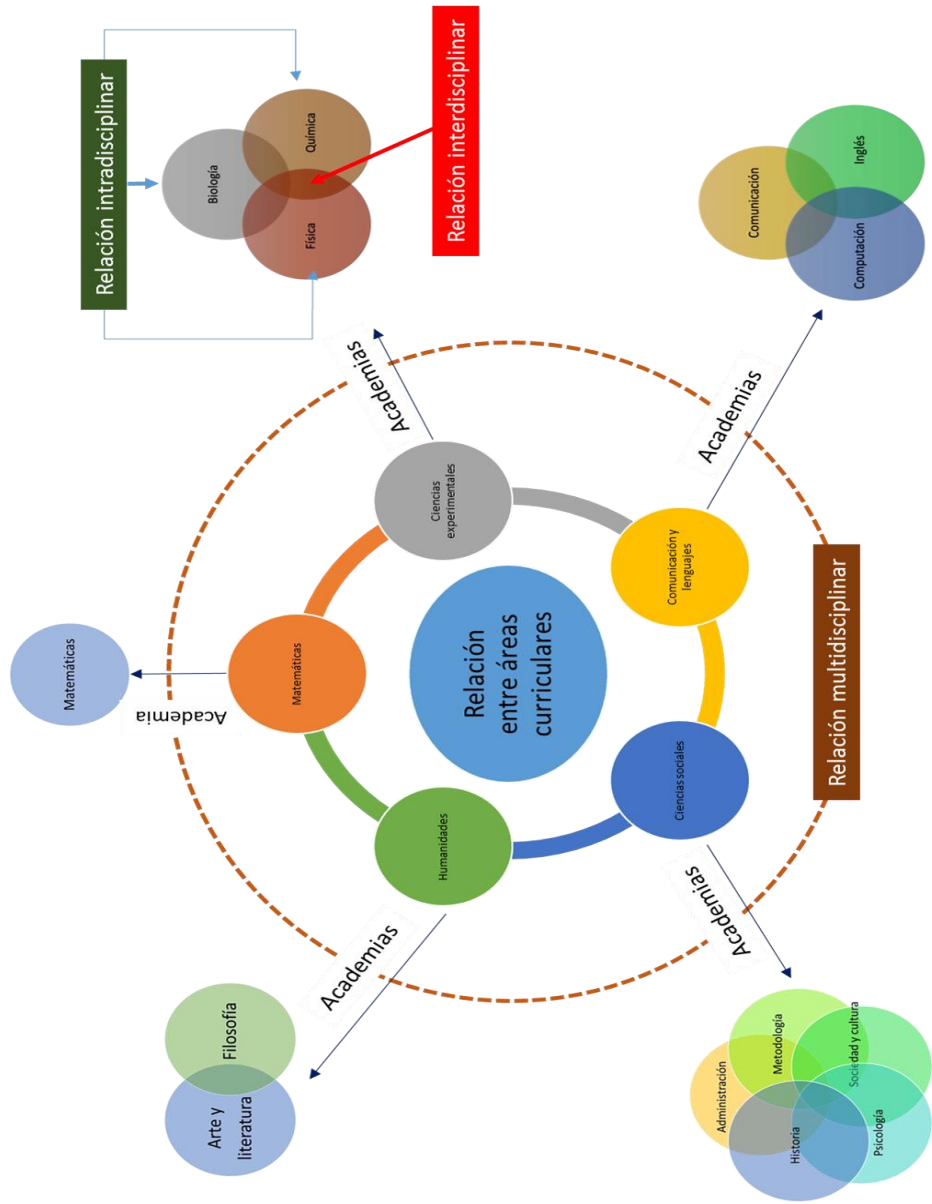 Arte y
literatura
Filosofía
Academias
Matemáticas
Academia
Relación intradisciplinar
Biología
Física
Química
Relación interdisciplinar
Academias
Humanidades
Matemáticas
Ciencias
experimentales
Relación
entre áreas
curriculares
Ciencias sociales
Comunicación y
lenguajes
Academias
Administración
Metodología
Historia
Sociedad y cultura
Psicología
Relación multidisciplinar
Academias
Comunicación
Computación
Inglés